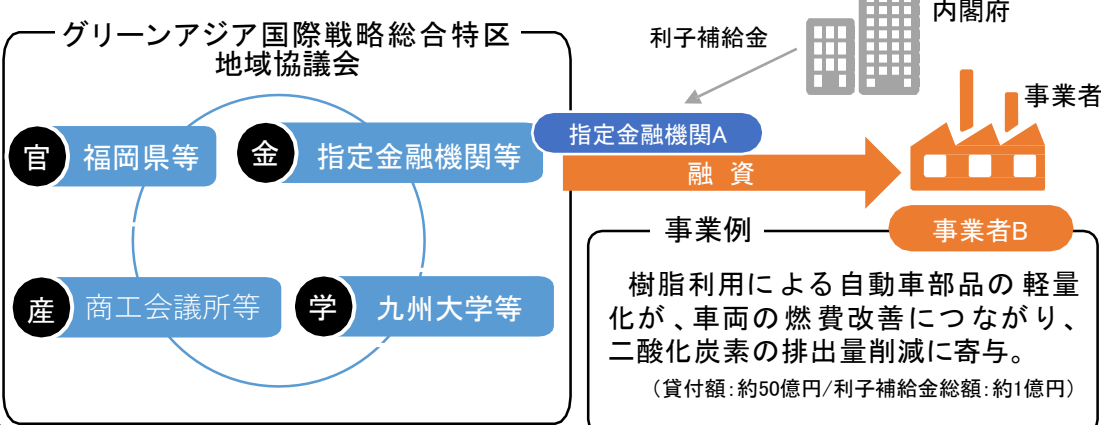 グリーンアジア国際戦略総合特区
地域協議会
官 福岡県等
金 指定金融機関等
産 商工会議所等
学 九州大学等
内閣府
利子補給金
指定金融機関A
融資
事業者
事業者B
事業例
樹脂利用による自動車部品の軽量
化が、車両の燃費改善につながり、
二酸化炭素の排出量削減に寄与。
（貸付額：約50億円/利子補給金総額：約1億円）